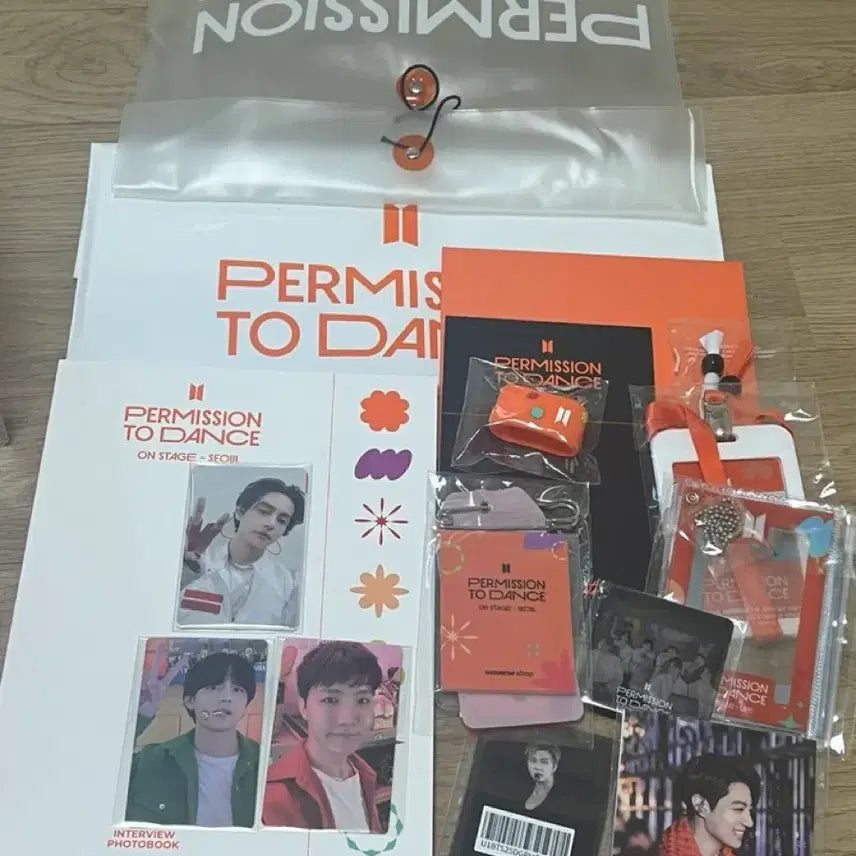 PERMISSION
PERMIS
TO DAN
PERMISSION
TO DANCE
ON STAGE - SEOUL
PERMISSION
TO DANCE
PERMISSION
TO DANCE
ON STAGE - SEOUL
weverse shop
PERMISSION
TO DANCE
MISSION
DANCE
INTERVIEW
PHOTOBOOK